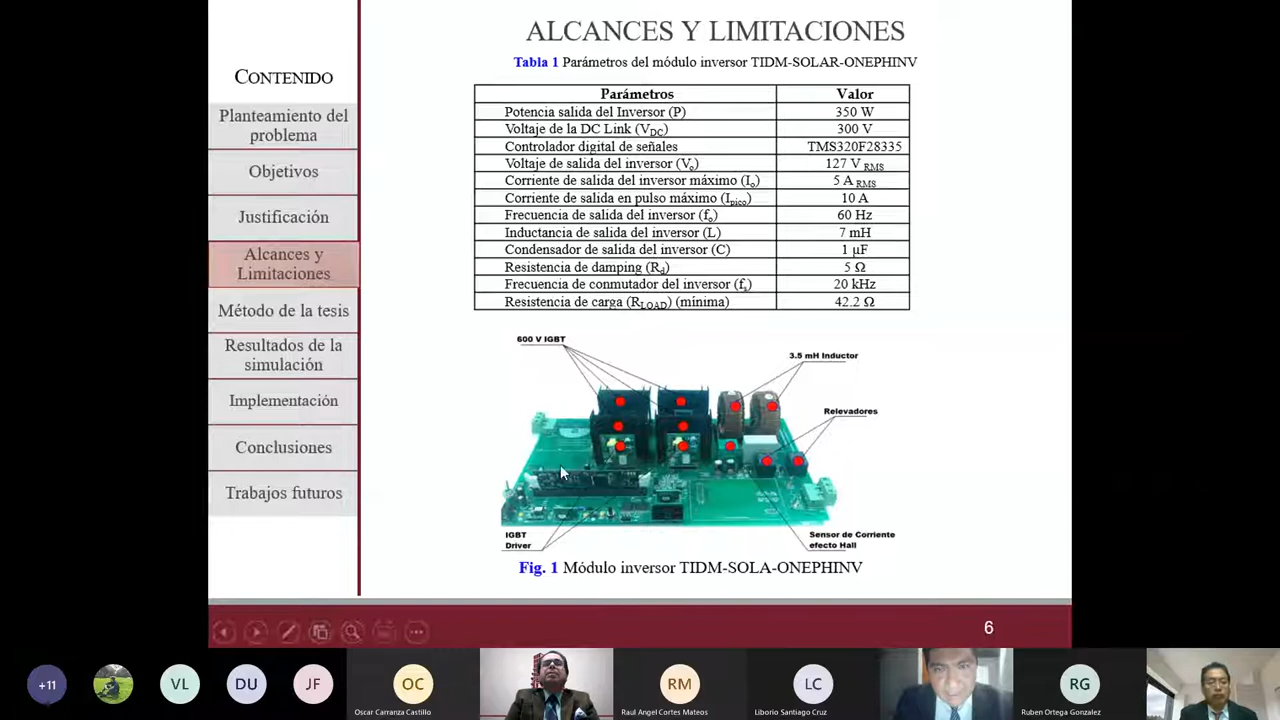 ALCANCES Y LIMITACIONES
Tabla 1 Parámetros del módulo inversor TIDM-SOLAR-ONEPHINV
CONTENIDO
Planteamiento del
problema
Objetivos
Justificación
Alcances y
Limitaciones
Método de la tesis
Resultados de la
simulación
Implementación
Conclusiones
Trabajos futuros
Parámetros Valor
Potencia salida del Inversor (P) 350 W
Voltaje de la DC Link (VDC) 300 V
Controlador digital de señales TMS320F28335
Voltaje de salida del inversor (Vo) 127 V RMS
Corriente de salida del inversor máximo (Io) 5 A RMS
Corriente de salida en pulso máximo (Ipico) 10 A
Frecuencia de salida del inversor (fo) 60 Hz
Inductancia de salida del inversor (L) 7 mH
Condensador de salida del inversor (C) 1 µF
Resistencia de damping (Rd) 5 Ω
Frecuencia de conmutador del inversor (fs) 20 kHz
Resistencia de carga (RLOAD) (mínima) 42.2 Ω
600 V IGBT
3.5 mH Inductor
Relevadores
IGBT
Driver
Sensor de Corriente
efecto Hall
Fig. 1 Módulo inversor TIDM-SOLA-ONEPHINV
6
+11
VL
DU
JF
OC
Oscar Carranza Castillo
RM
Raul Angel Cortes Mateos
LC
Liborio Santiago Cruz
RG
Ruben Ortega Gonzalez